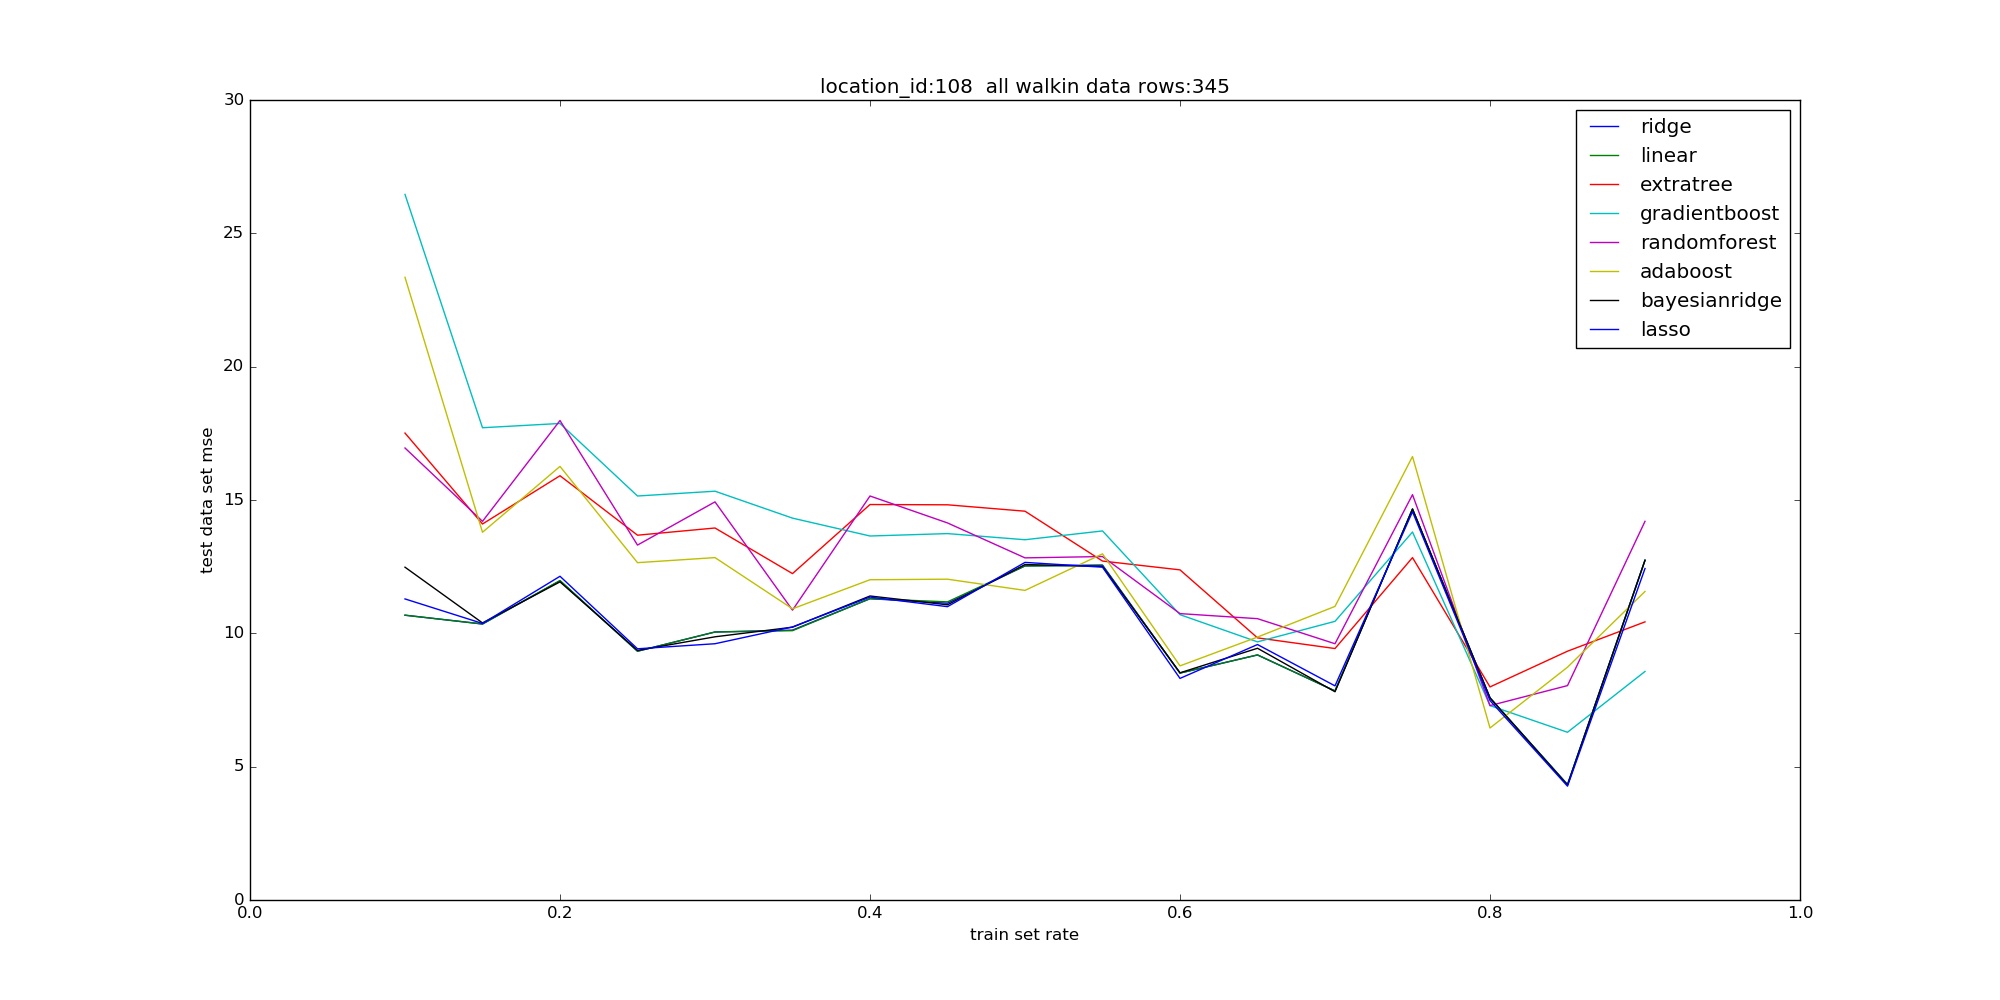 location_id:108  all walkin data rows:345
30
25
20
15
10
5
0
test data set mse
ridge
linear
extratree
gradientboost
randomforest
adaboost
bayesianridge
lasso
0.0 0.2 0.4 0.6 0.8 1.0
train set rate